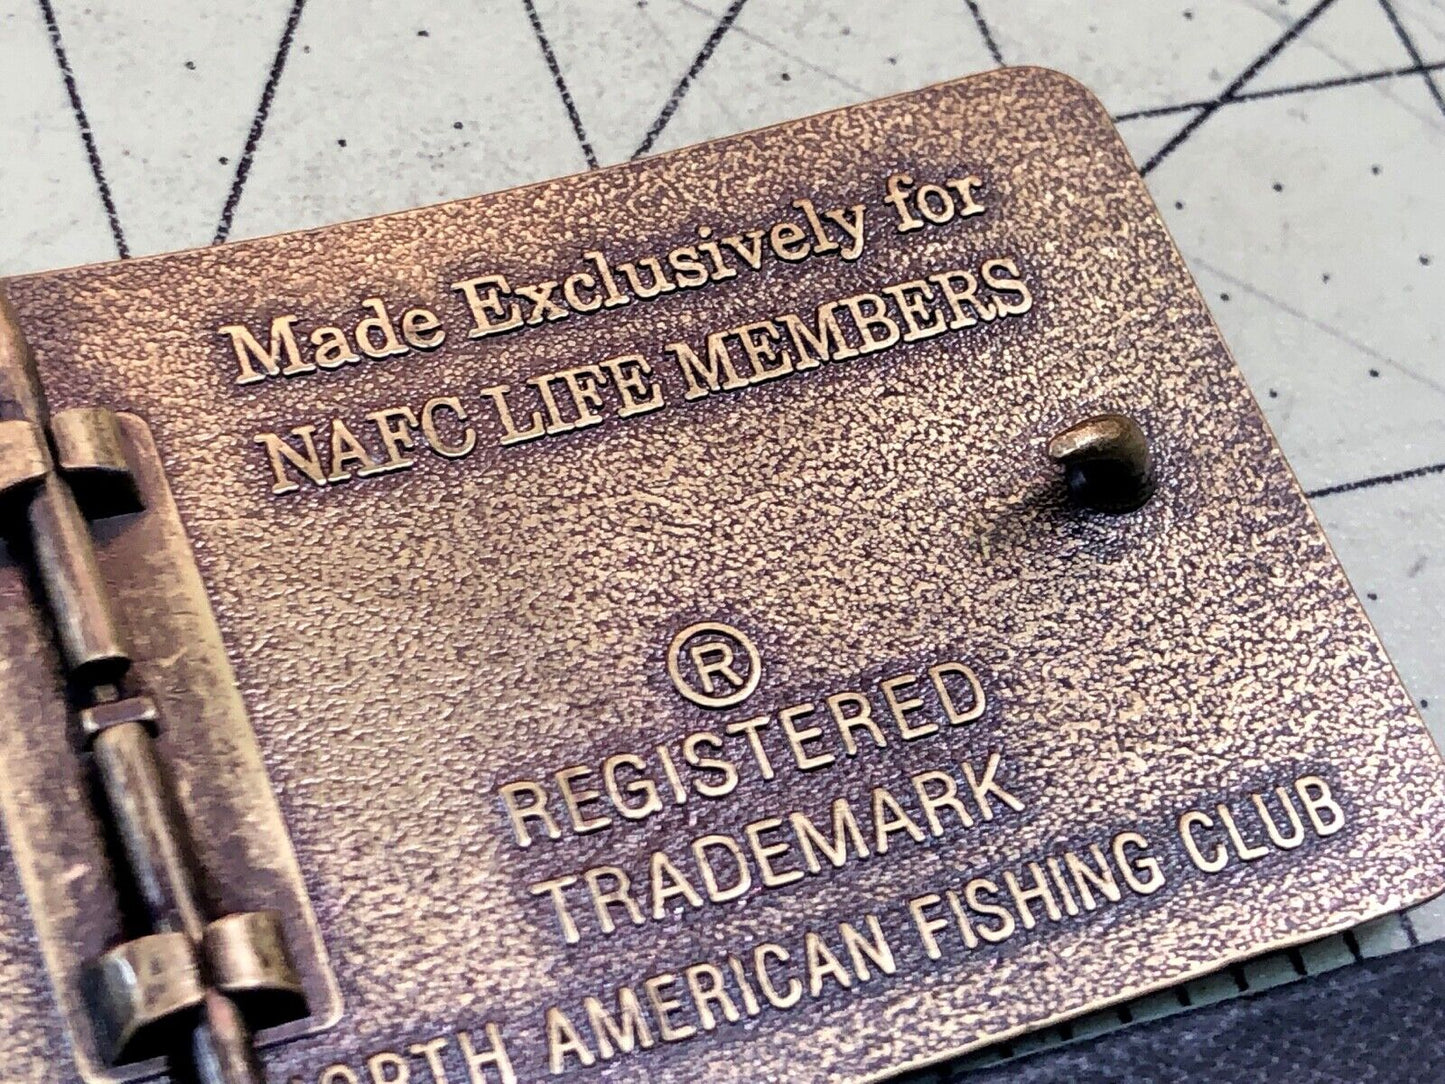 Made Exclusively for
NAFC LIFE MEMBERS
®
REGISTERED
TRADEMARK
ORTH AMERICAN FISHING CLUB